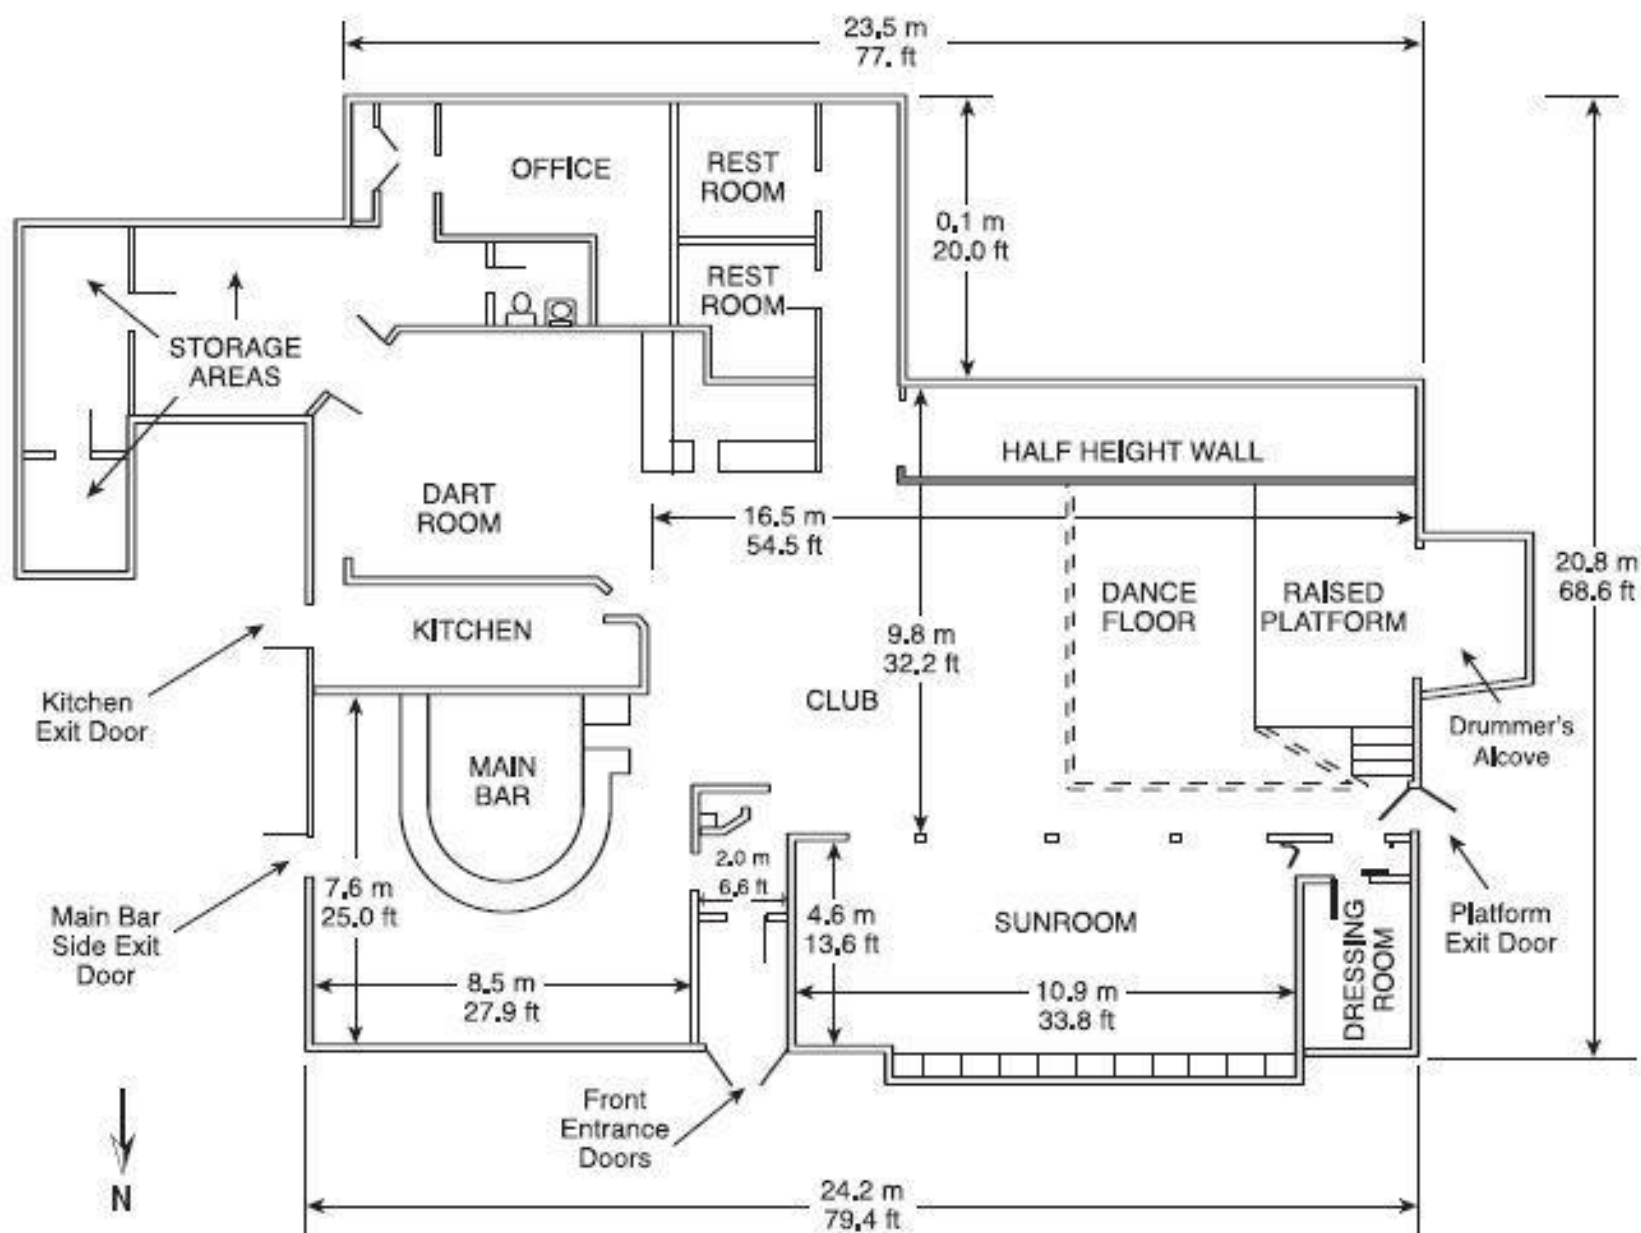 23.5 m
77. ft
OFFICE
REST
ROOM
0.1 m
20.0 ft
REST
ROOM
STORAGE
AREAS
HALF HEIGHT WALL
DART
ROOM
16.5 m
54.5 ft
20.8 m
68.6 ft
DANCE
FLOOR
RAISED
PLATFORM
KITCHEN
9.8 m
32.2 ft
Kitchen
Exit Door
CLUB
Drummer's
Alcove
MAIN
BAR
2.0 m
6.6 ft
7.6 m
25.0 ft
4.6 m
13.6 ft
SUNROOM
Main Bar
Side Exit
Door
Platform
Exit Door
DRESSING
ROOM
8.5 m
27.9 ft
10.9 m
33.8 ft
Front
Entrance
Doors
N
24.2 m
79.4 ft